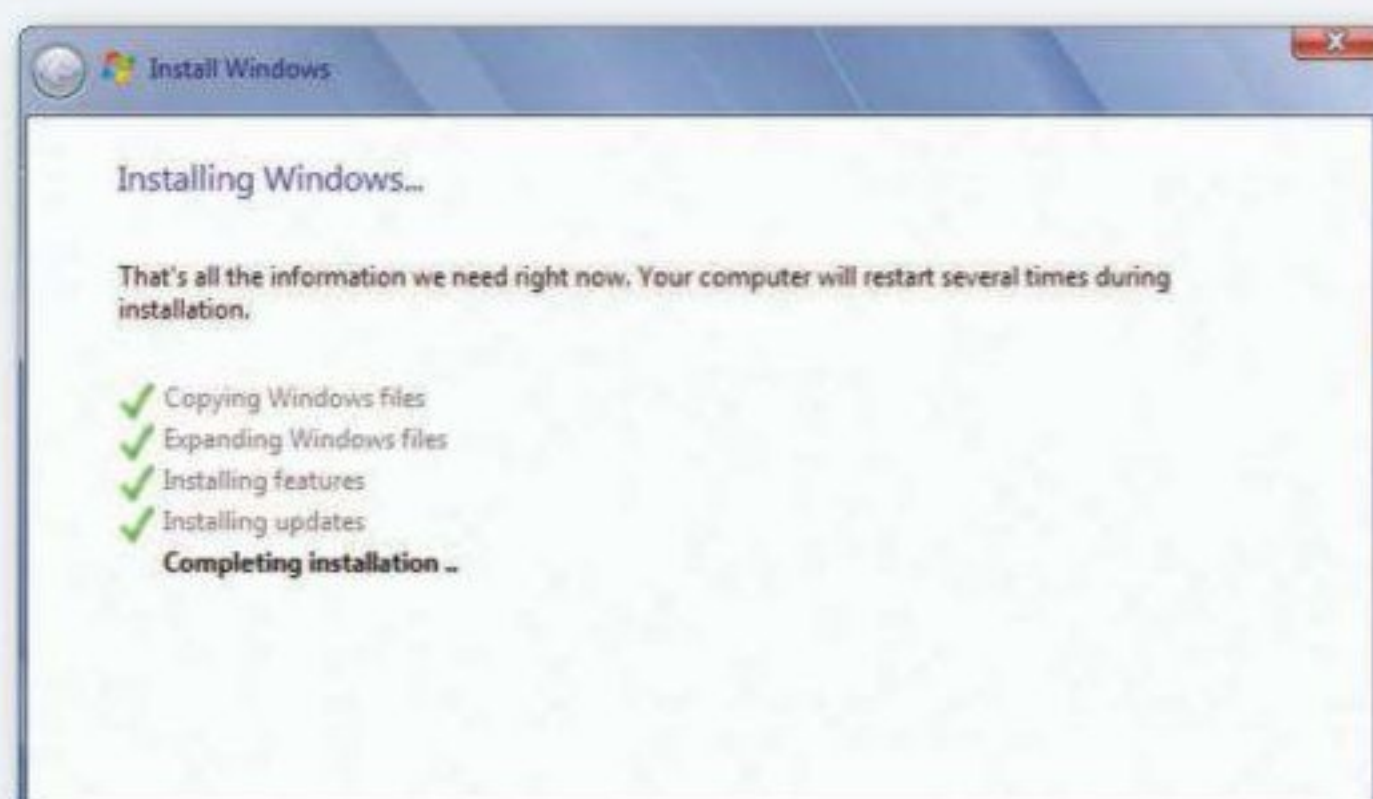 Install Windows
Installing Windows...
That's all the information we need right now. Your computer will restart several times during
installation.
Copying Windows files
Expanding Windows files
Installing features
Installing updates
Completing installation ..